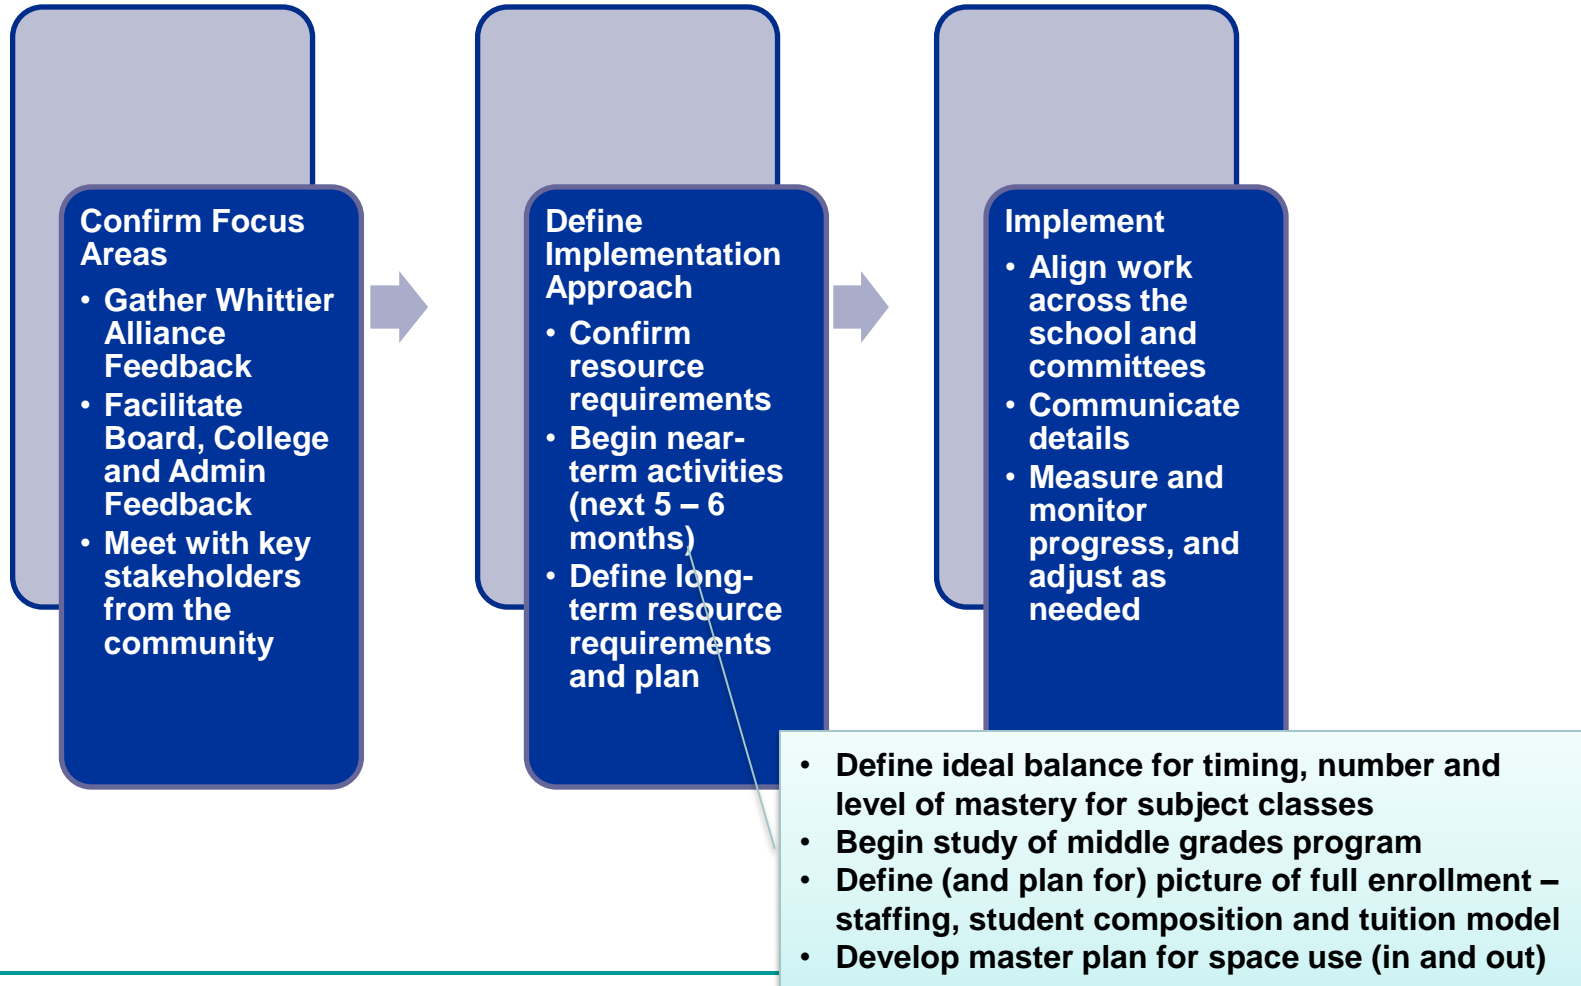 Confirm Focus
Areas
• Gather Whittier
Alliance
Feedback
• Facilitate
Board, College
and Admin
Feedback
• Meet with key
stakeholders
from the
community
Define
Implementation
Approach
• Confirm
resource
requirements
• Begin near-
term activities
(next 5 – 6
months)
• Define long-
term resource
requirements
and plan
Implement
• Align work
across the
school and
committees
• Communicate
details
• Measure and
monitor
progress, and
adjust as
needed
• Define ideal balance for timing, number and
level of mastery for subject classes
• Begin study of middle grades program
• Define (and plan for) picture of full enrollment –
staffing, student composition and tuition model
• Develop master plan for space use (in and out)